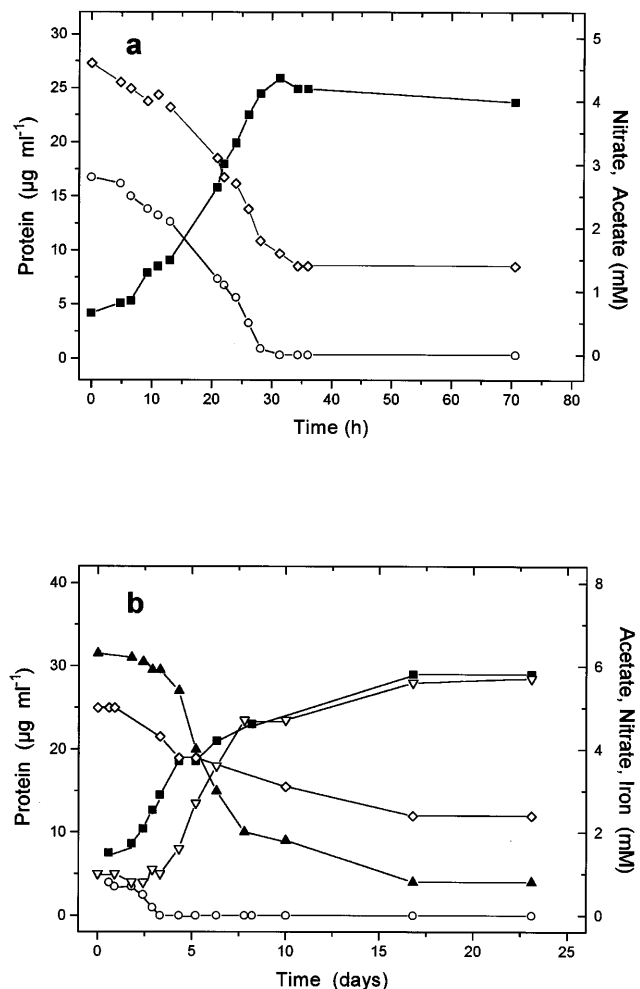 a
30
25
20
15
10
5
0
Protein (µg ml⁻¹)
5
4
3
2
1
0
Nitrate, Acetate (mM)
0 10 20 30 40 50 60 70 80
Time (h)
b
40
30
20
10
0
Protein (µg ml⁻¹)
8
6
4
2
0
Acetate, Nitrate, Iron (mM)
0 5 10 15 20 25
Time (days)